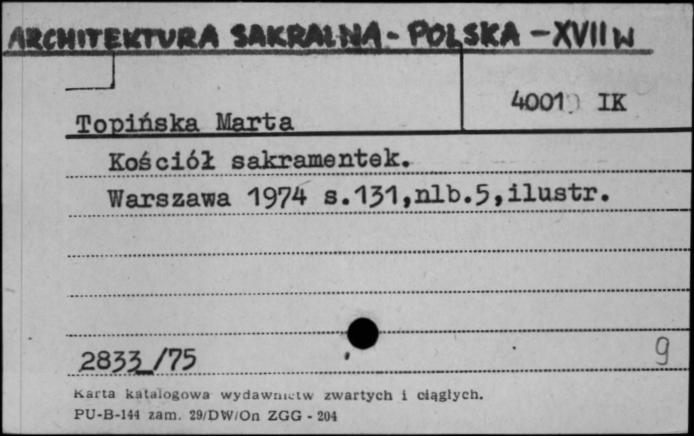 ARCHITEKTURA SAKRALNA - POLSKA - XVII w
40010 IK
Topińska Marta
Kościół sakramentek.
Warszawa 1974 s.131,nlb.5,ilustr.
2833/75
9
Karta katalogowa wydawnictw zwartych i ciągłych.
PU-B-144 zam. 29/DW/On ZGG - 204